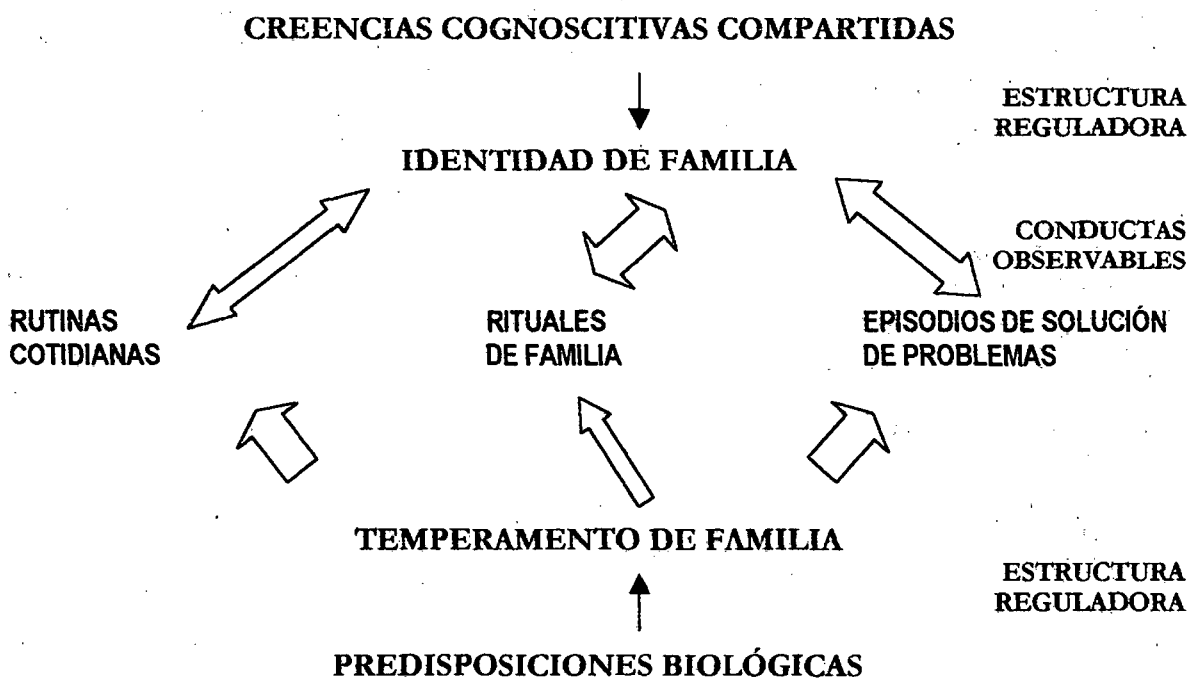 CREENCIAS COGNOSCITIVAS COMPARTIDAS
ESTRUCTURA
REGULADORA
IDENTIDAD DE FAMILIA
CONDUCTAS
OBSERVABLES
RUTINAS
COTIDIANAS
RITUALES
DE FAMILIA
EPISODIOS DE SOLUCIÓN
DE PROBLEMAS
TEMPERAMENTO DE FAMILIA
ESTRUCTURA
REGULADORA
PREDISPOSICIONES BIOLÓGICAS